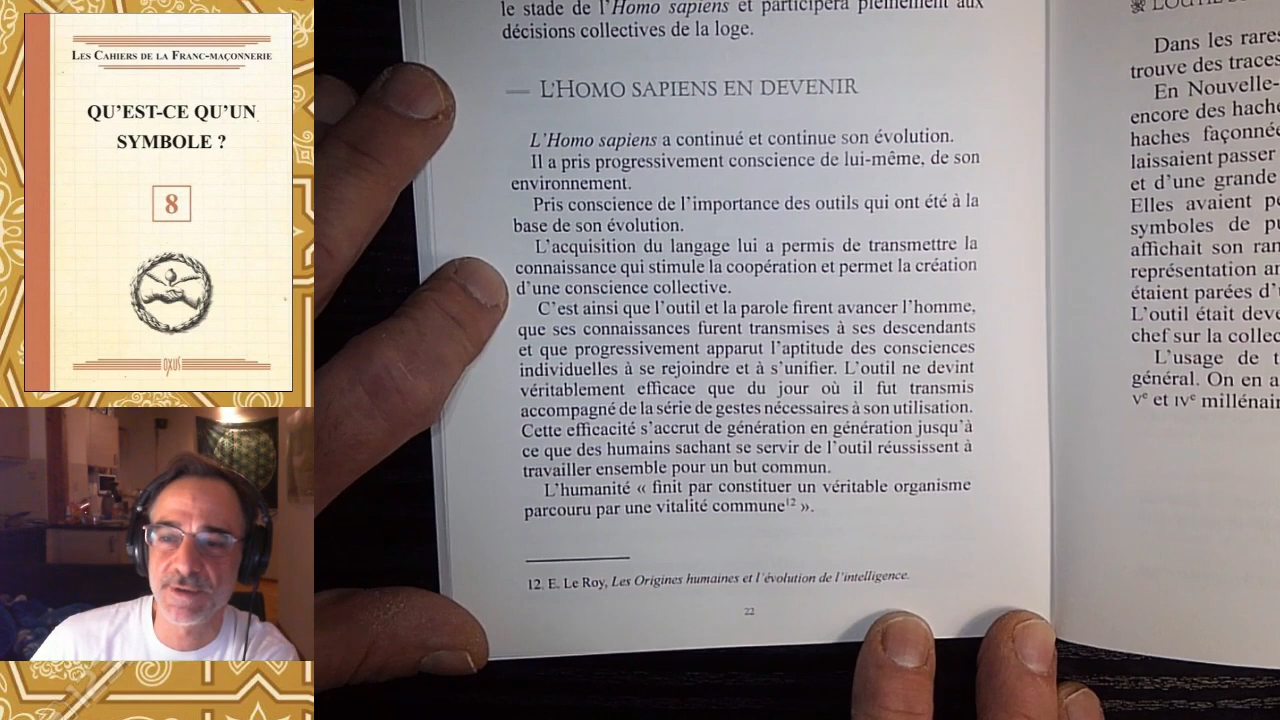 LES CAHIERS DE LA FRANC-MAÇONNERIE
QU'EST-CE QU'UN
SYMBOLE ?
8
OXUS
le stade de l'Homo sapiens et participera pleinement aux
décisions collectives de la loge.
— L'HOMO SAPIENS EN DEVENIR
L'Homo sapiens a continué et continue son évolution.
Il a pris progressivement conscience de lui-même, de son
environnement.
Pris conscience de l'importance des outils qui ont été à la
base de son évolution.
L'acquisition du langage lui a permis de transmettre la
connaissance qui stimule la coopération et permet la création
d'une conscience collective.
C'est ainsi que l'outil et la parole firent avancer l'homme,
que ses connaissances furent transmises à ses descendants
et que progressivement apparut l'aptitude des consciences
individuelles à se rejoindre et à s'unifier. L'outil ne devint
véritablement efficace que du jour où il fut transmis
accompagné de la série de gestes nécessaires à son utilisation.
Cette efficacité s'accrut de génération en génération jusqu'à
ce que des humains sachant se servir de l'outil réussissent à
travailler ensemble pour un but commun.
L'humanité « finit par constituer un véritable organisme
parcouru par une vitalité commune¹² ».
12. E. Le Roy, Les Origines humaines et l'évolution de l'intelligence.
22
Dans les rares
trouve des traces
En Nouvelle-
encore des hache
haches façonnée
laissaient passer
et d'une grande
Elles avaient
symboles de
affichait son
représentation
étaient parées
L'outil était
chef sur la
L'usage de
général. On en a
Vᵉ et IVᵉ millénair